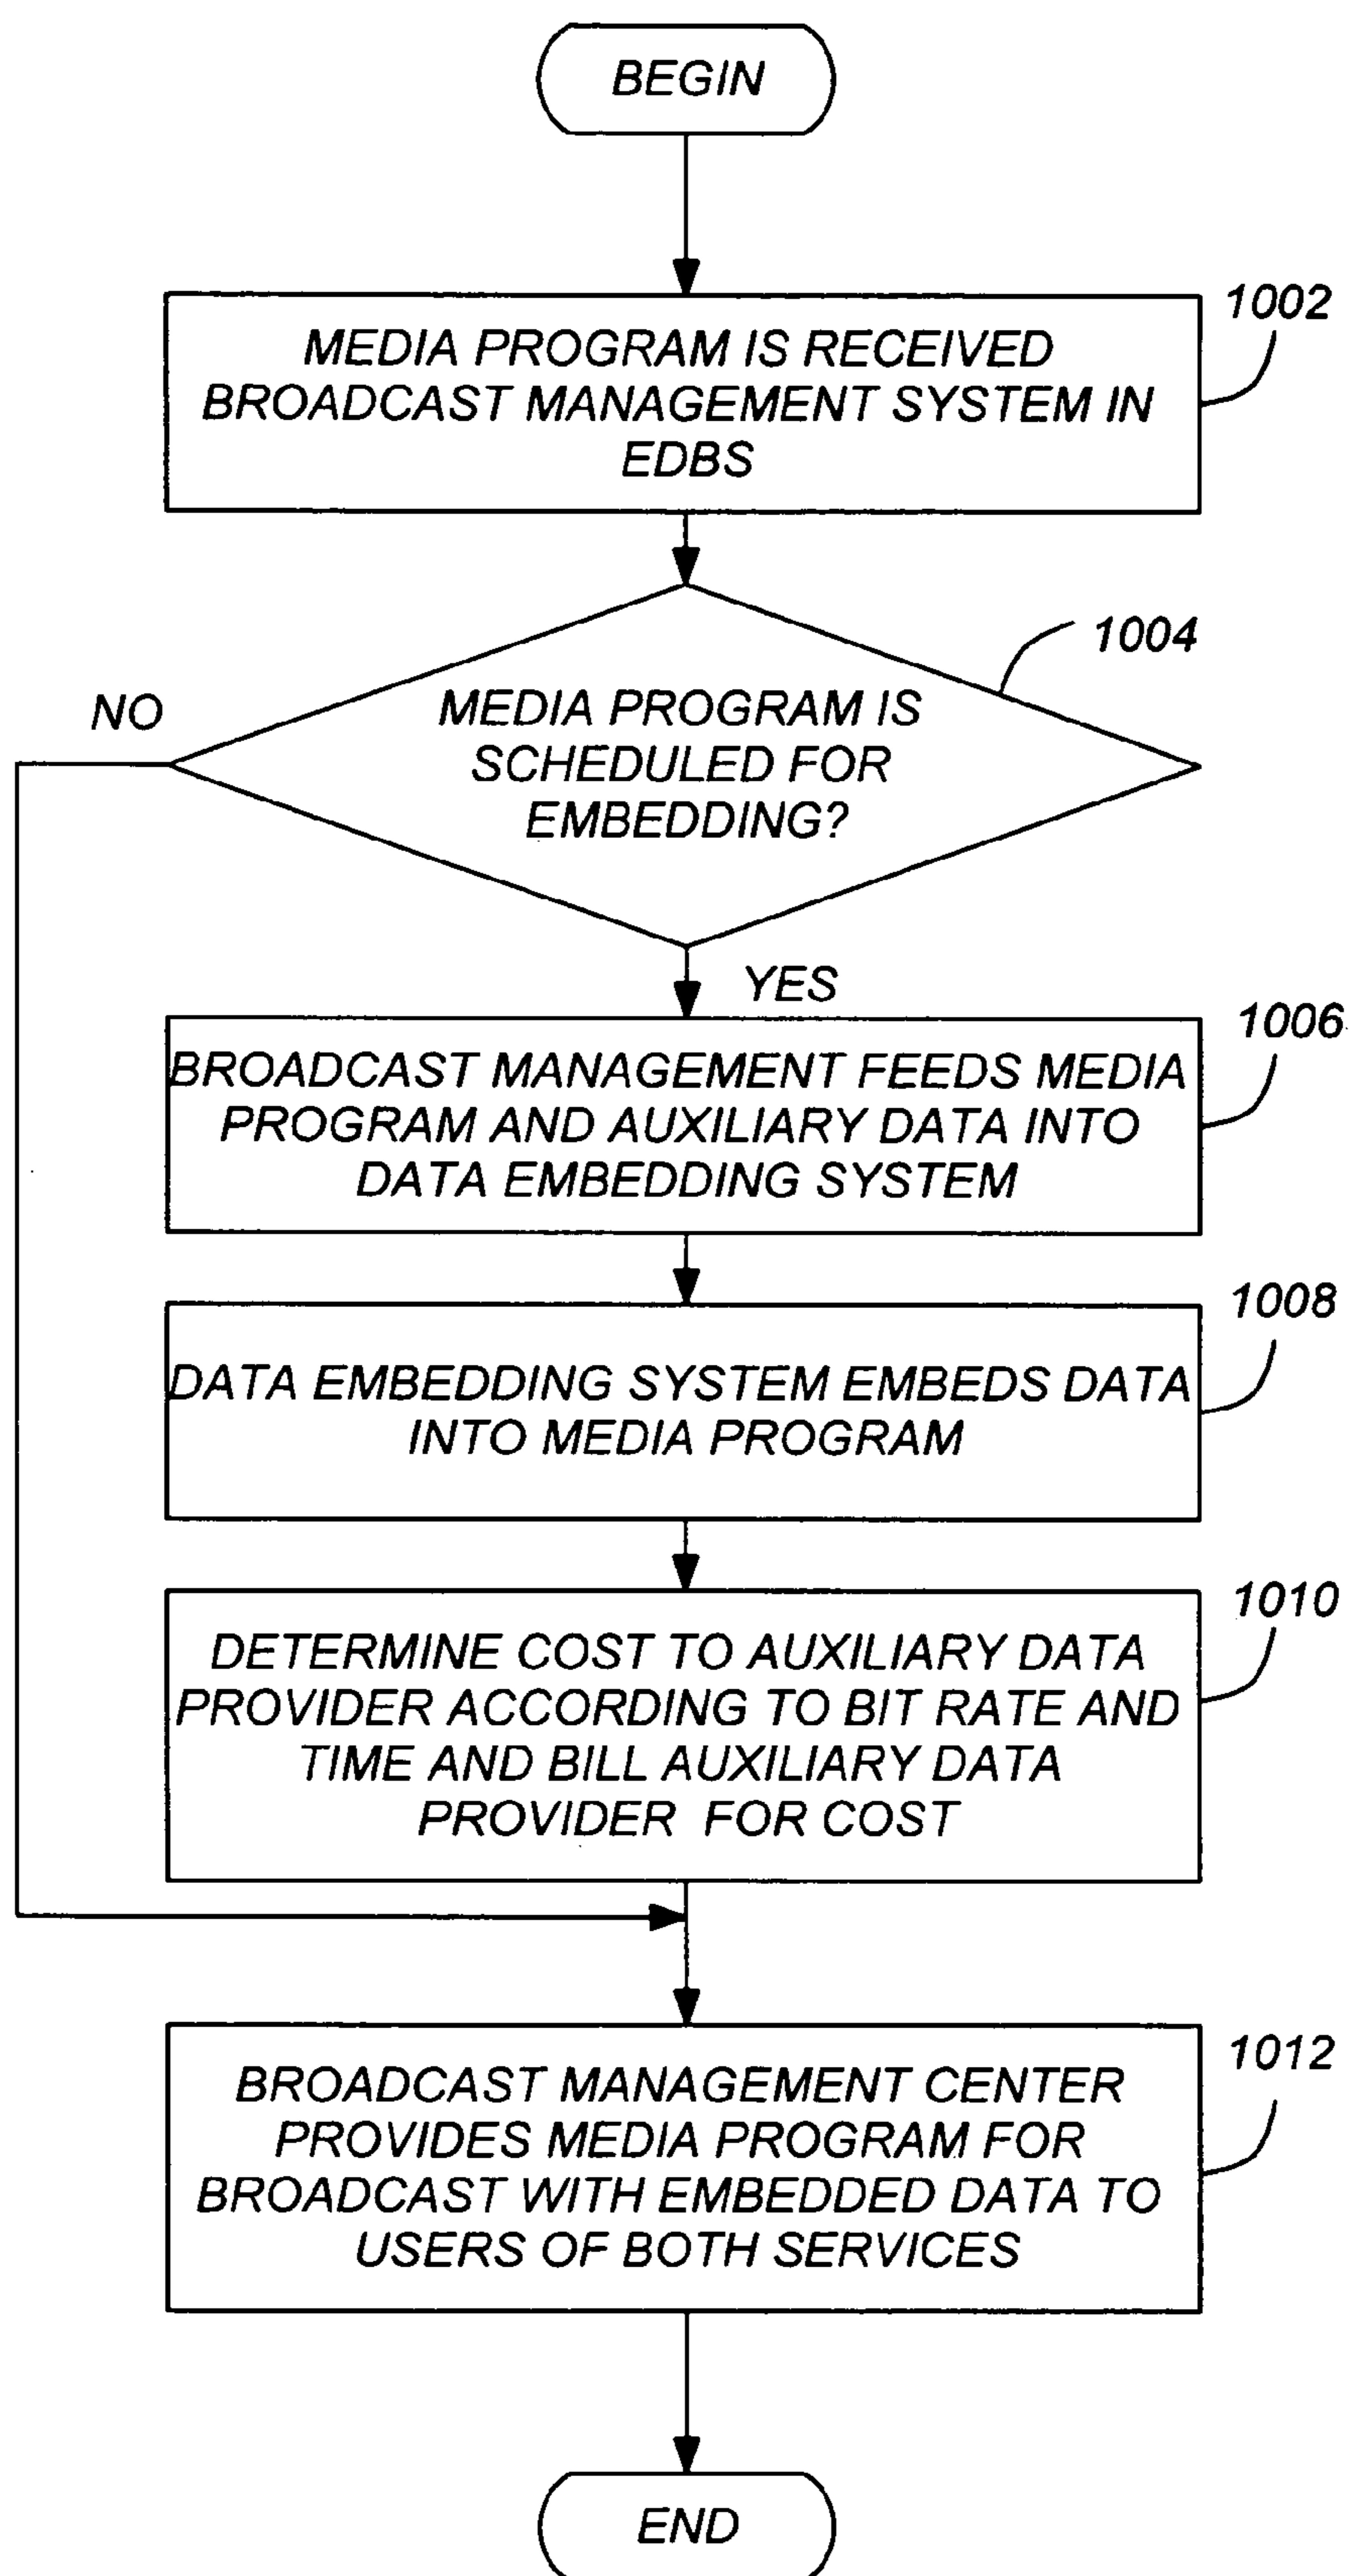 BEGIN
MEDIA PROGRAM IS RECEIVED
BROADCAST MANAGEMENT SYSTEM IN
EDBS
1002
MEDIA PROGRAM IS
SCHEDULED FOR
EMBEDDING?
1004
NO
YES
BROADCAST MANAGEMENT FEEDS MEDIA
PROGRAM AND AUXILIARY DATA INTO
DATA EMBEDDING SYSTEM
1006
DATA EMBEDDING SYSTEM EMBEDS DATA
INTO MEDIA PROGRAM
1008
DETERMINE COST TO AUXILIARY DATA
PROVIDER ACCORDING TO BIT RATE AND
TIME AND BILL AUXILIARY DATA
PROVIDER FOR COST
1010
BROADCAST MANAGEMENT CENTER
PROVIDES MEDIA PROGRAM FOR
BROADCAST WITH EMBEDDED DATA TO
USERS OF BOTH SERVICES
1012
END